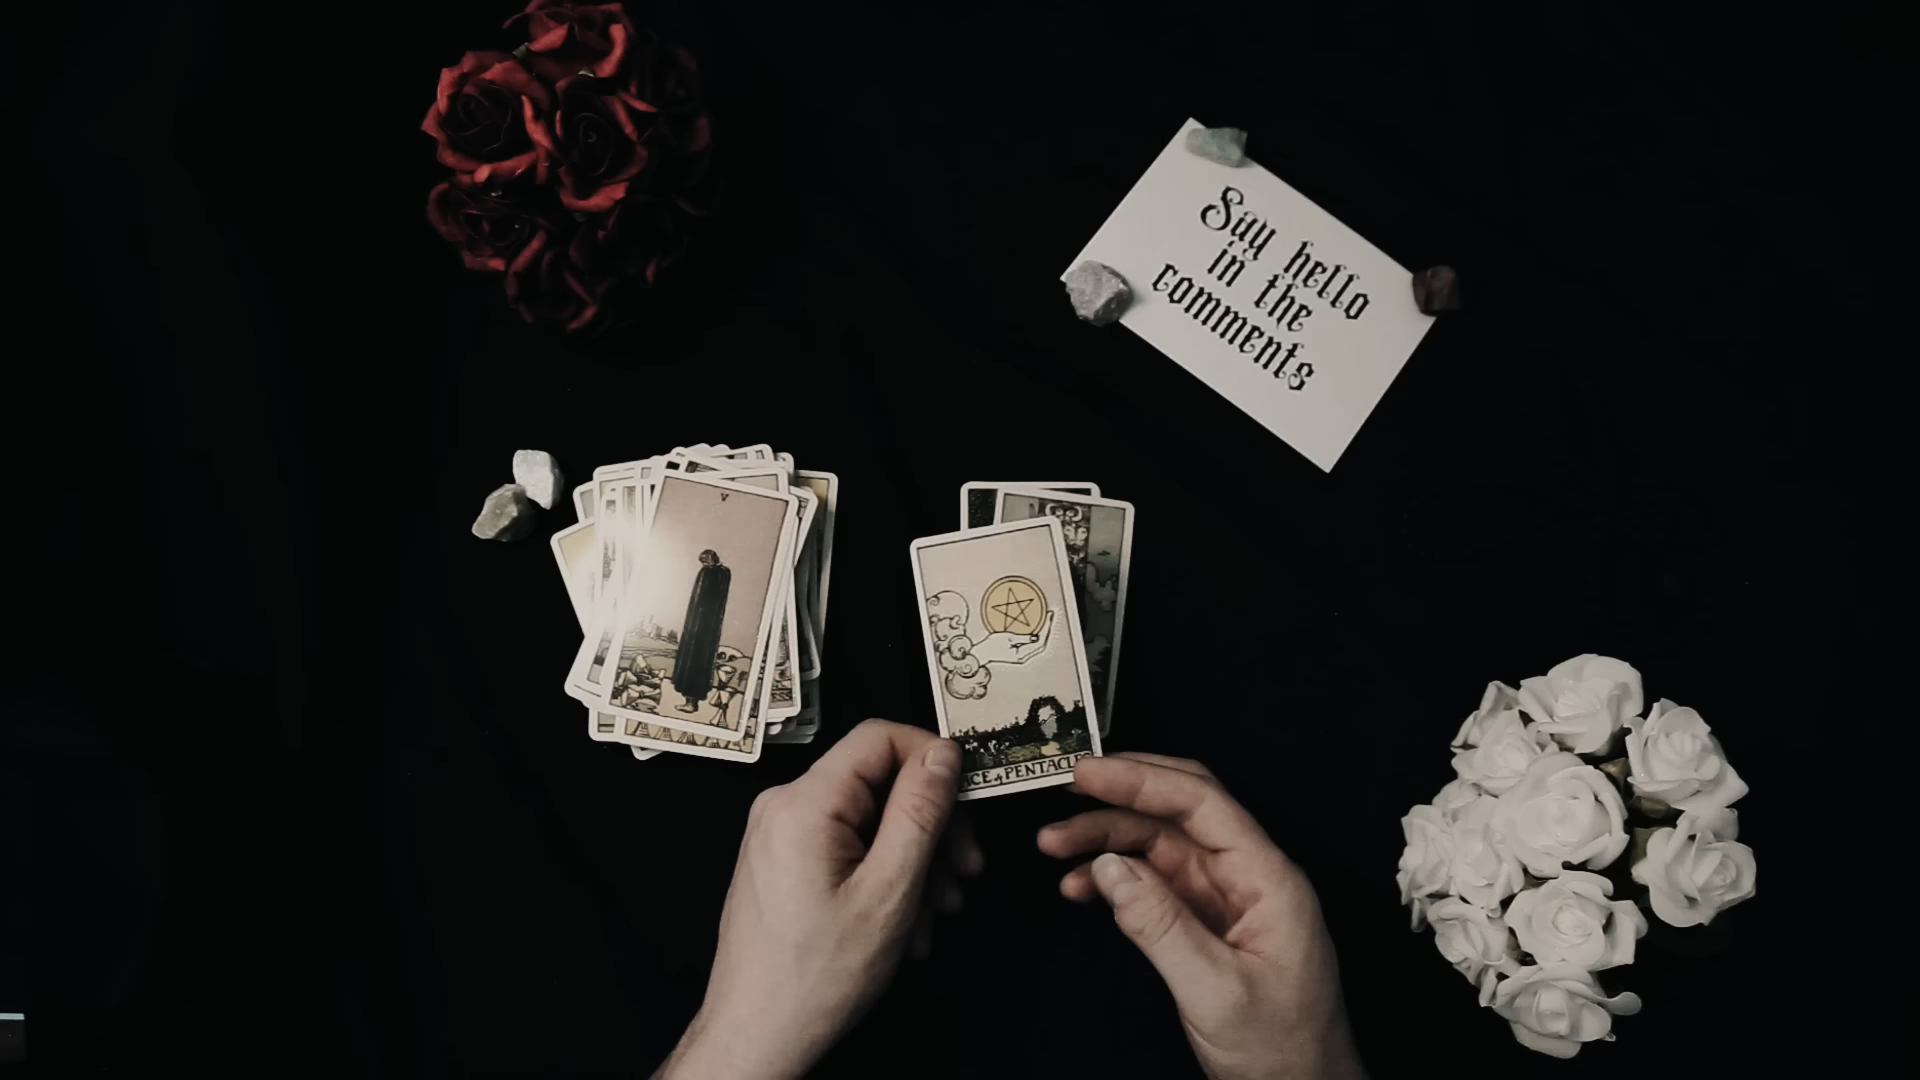 Say hello
in the
comments
V
ACE of PENTACLES